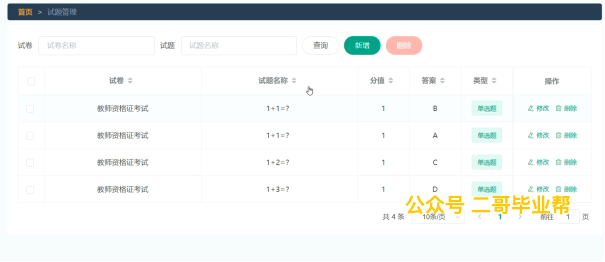 首页 > 试题管理
试卷 试卷名称 试题 试题名称 查询 新增 删除
试卷 试题名称 分值 答案 类型 操作
教师资格证考试 1+1=? 1 B 单选题 修改 删除
教师资格证考试 1+1=? 1 A 单选题 修改 删除
教师资格证考试 1+2=? 1 C 单选题 修改 删除
教师资格证考试 1+3=? 1 D 单选题 修改 删除
公众号 二哥毕业帮
共 4 条 10条/页 < 1 > 前往 1 页